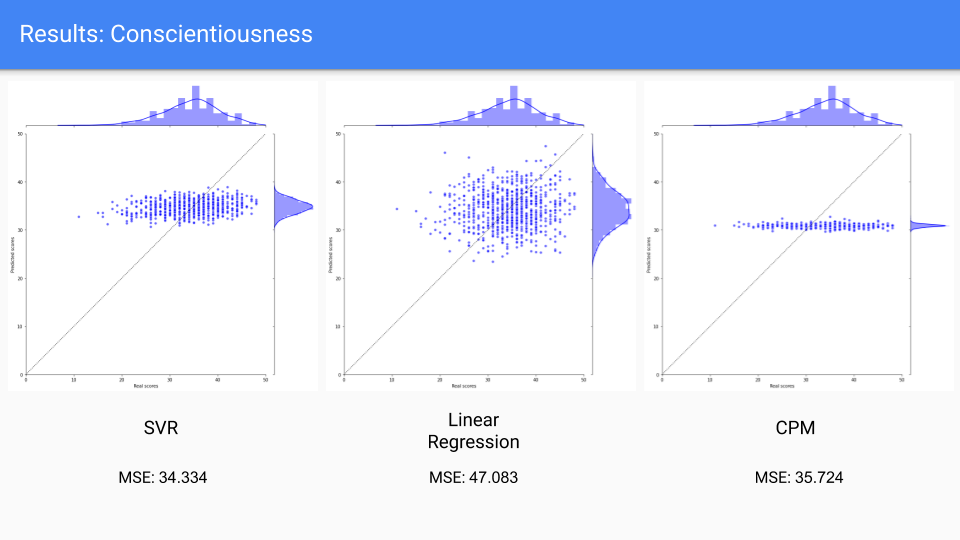 Results: Conscientiousness
50
40
30
20
10
0
Predicted scores
0 10 20 30 40 50
Real scores
50
40
30
20
10
0
Predicted scores
0 10 20 30 40 50
Real scores
50
40
30
20
10
0
Predicted scores
0 10 20 30 40 50
Real scores
SVR
MSE: 34.334
Linear
Regression
MSE: 47.083
CPM
MSE: 35.724